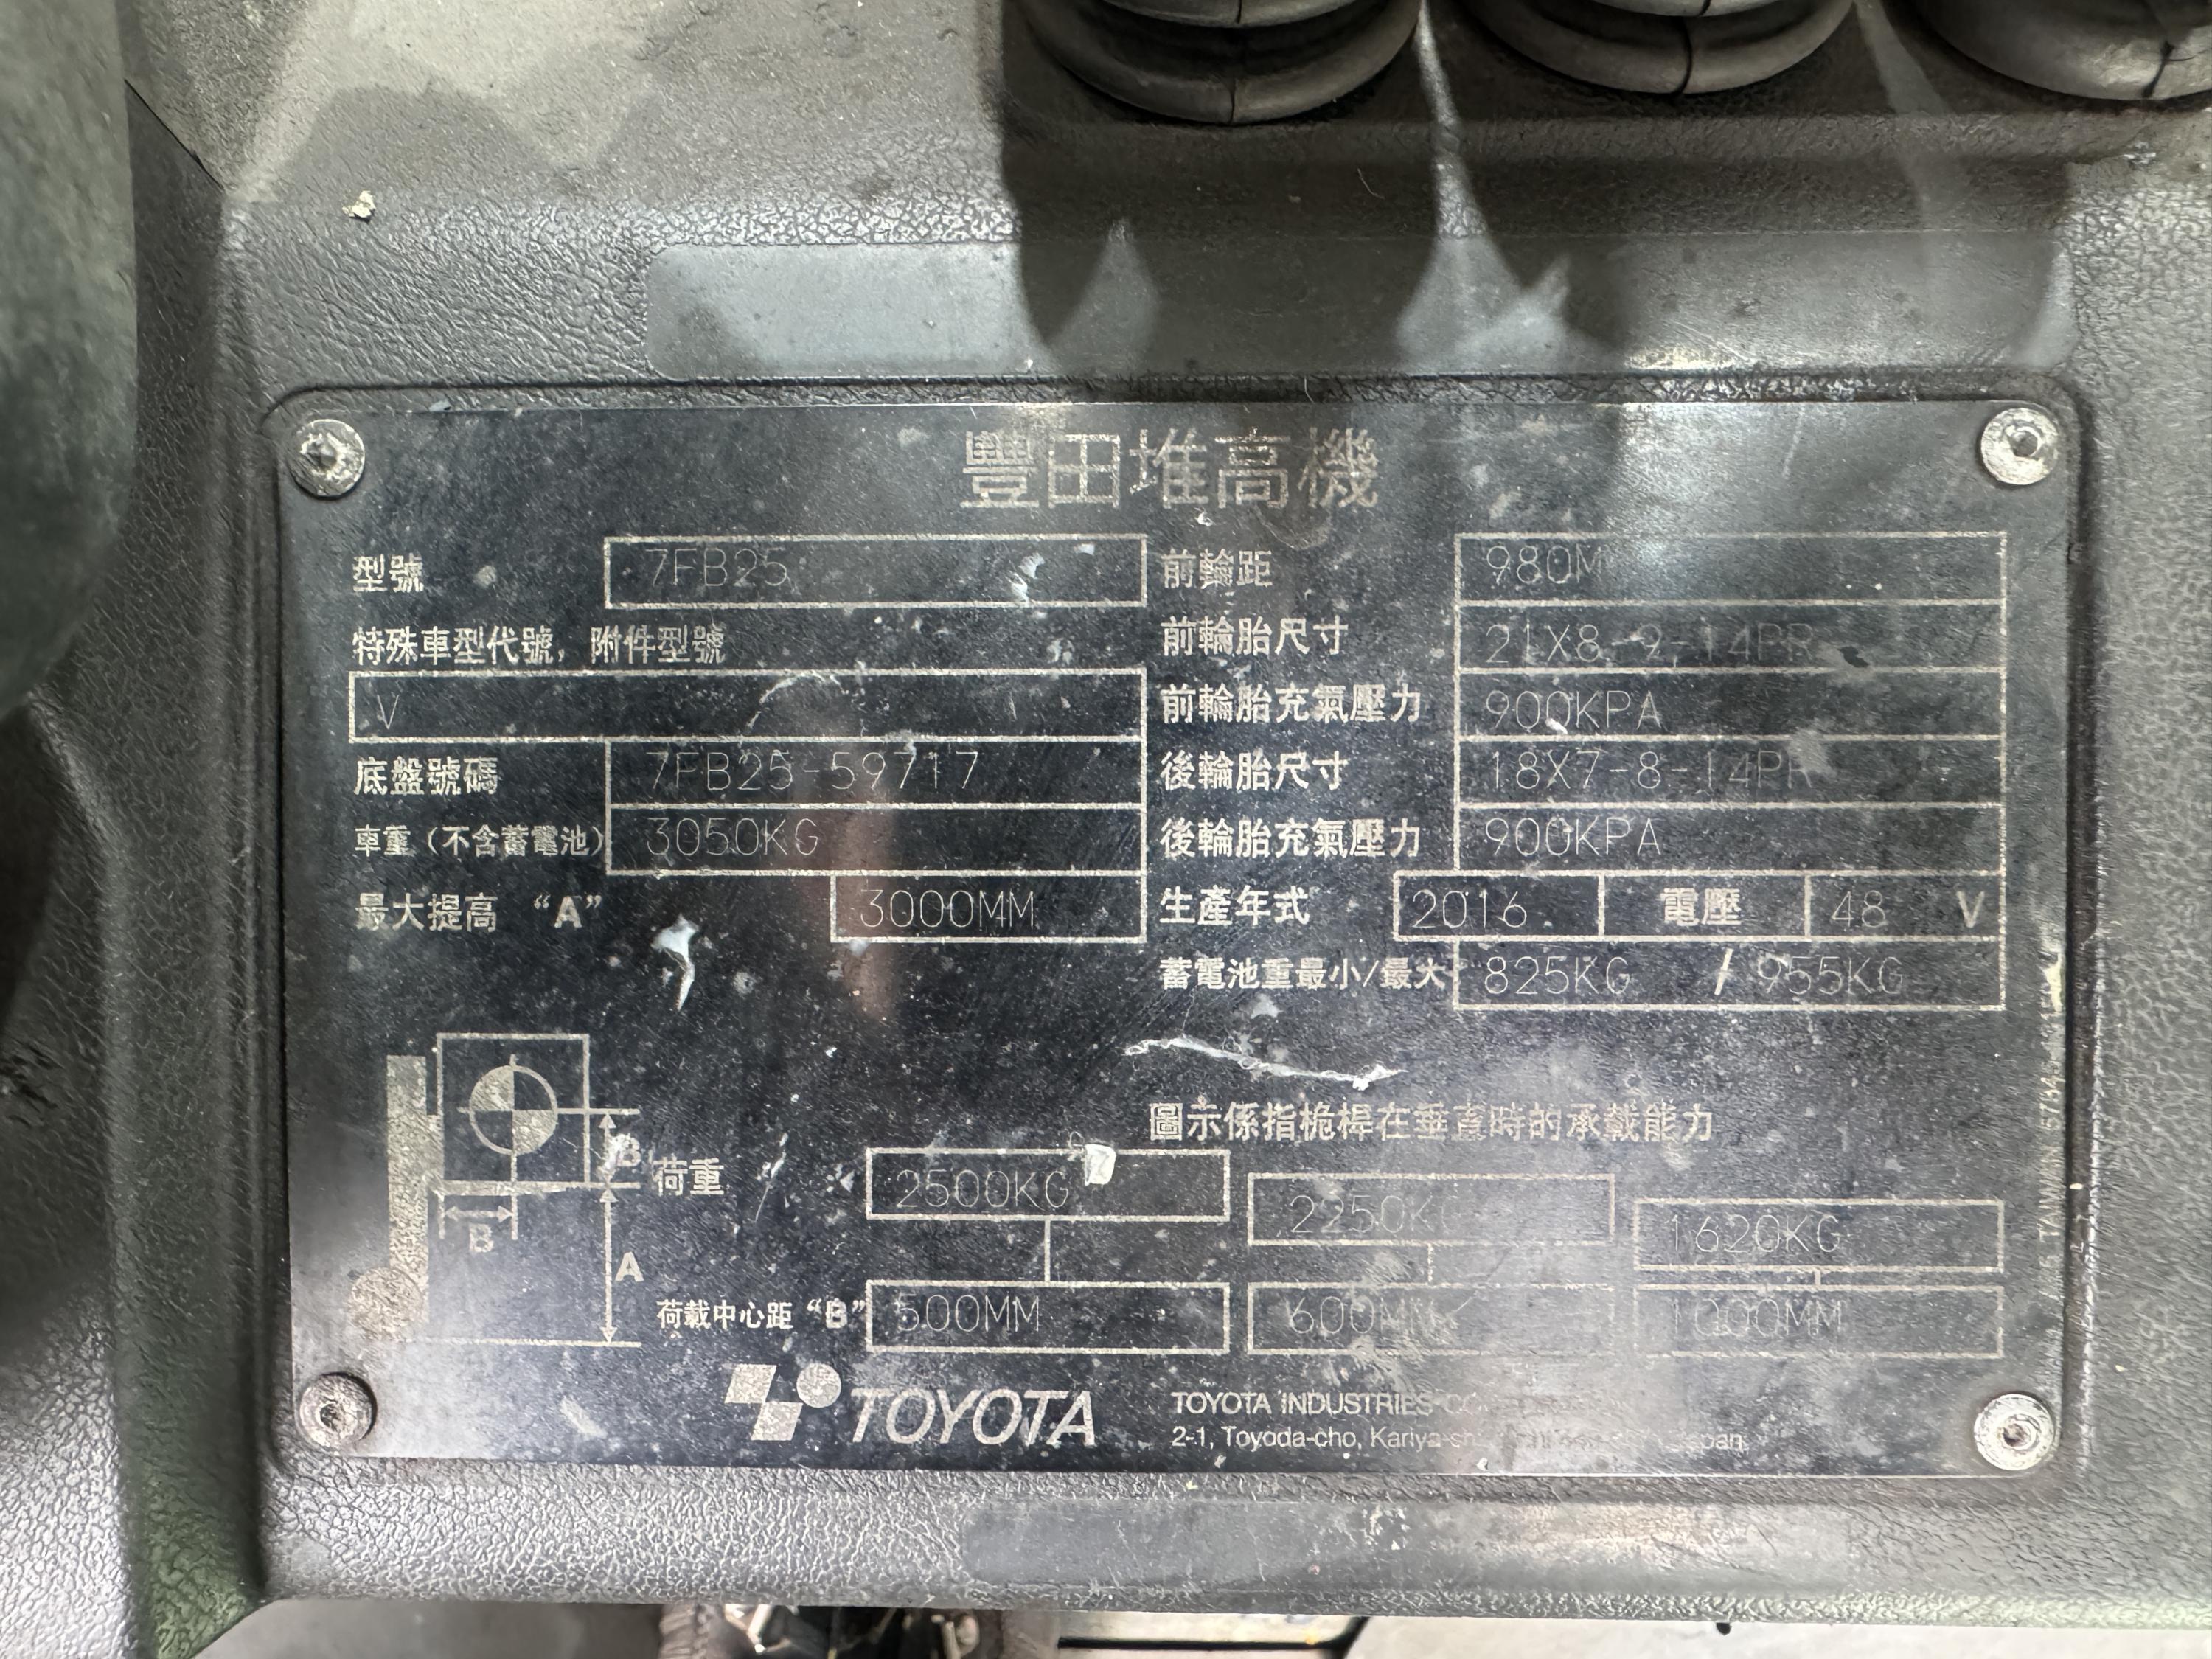 豐田堆高機
型號 7FB25
特殊車型代號，附件型號
V
底盤號碼 7FB25-59717
車重（不含蓄電池） 3050KG
最大提高 “A” 3000MM
前輪距 980M
前輪胎尺寸 21X8-9-14PR
前輪胎充氣壓力 900KPA
後輪胎尺寸 18X7-8-14PR
後輪胎充氣壓力 900KPA
生產年式 2016 電壓 48 V
蓄電池重最小/最大 825KG / 955KG
圖示係指桅桿在垂直時的承載能力
B
B
A
荷重 2500KG 2250KG 1620KG
荷載中心距 “B” 500MM 600MM 1000MM
TOYOTA
TOYOTA INDUSTRIES
2-1, Toyoda-cho, Kariya-shi
TAIWAN